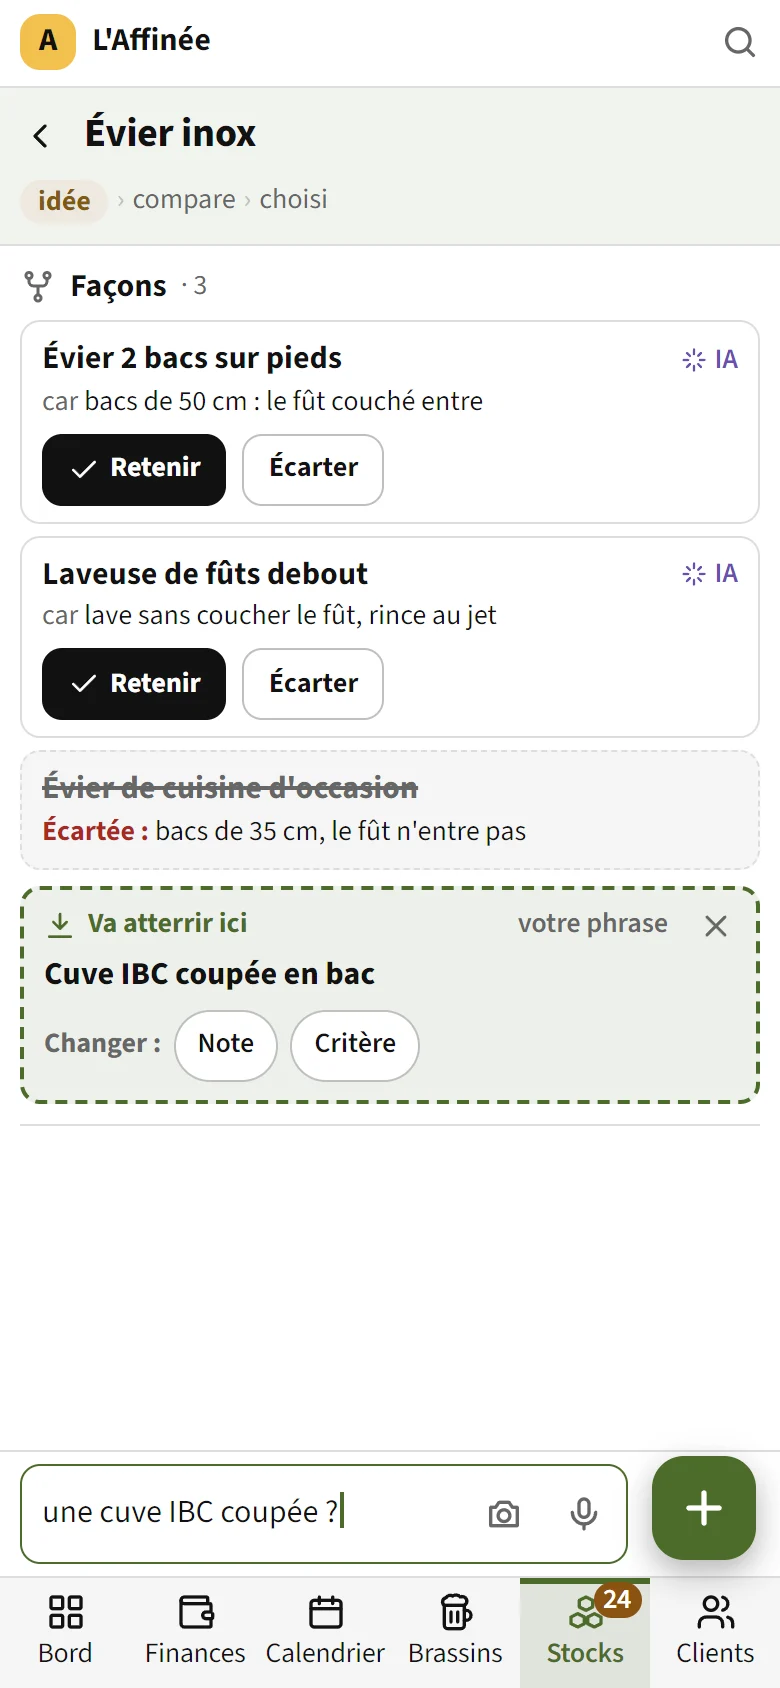 A L'Affinée
Évier inox
idée › compare › choisi
Façons · 3
Évier 2 bacs sur pieds IA
car bacs de 50 cm : le fût couché entre
Retenir Écarter
Laveuse de fûts debout IA
car lave sans coucher le fût, rince au jet
Retenir Écarter
Évier de cuisine d'occasion
Écartée : bacs de 35 cm, le fût n'entre pas
Va atterrir ici votre phrase
Cuve IBC coupée en bac
Changer : Note Critère
une cuve IBC coupée ?
24
Bord Finances Calendrier Brassins Stocks Clients